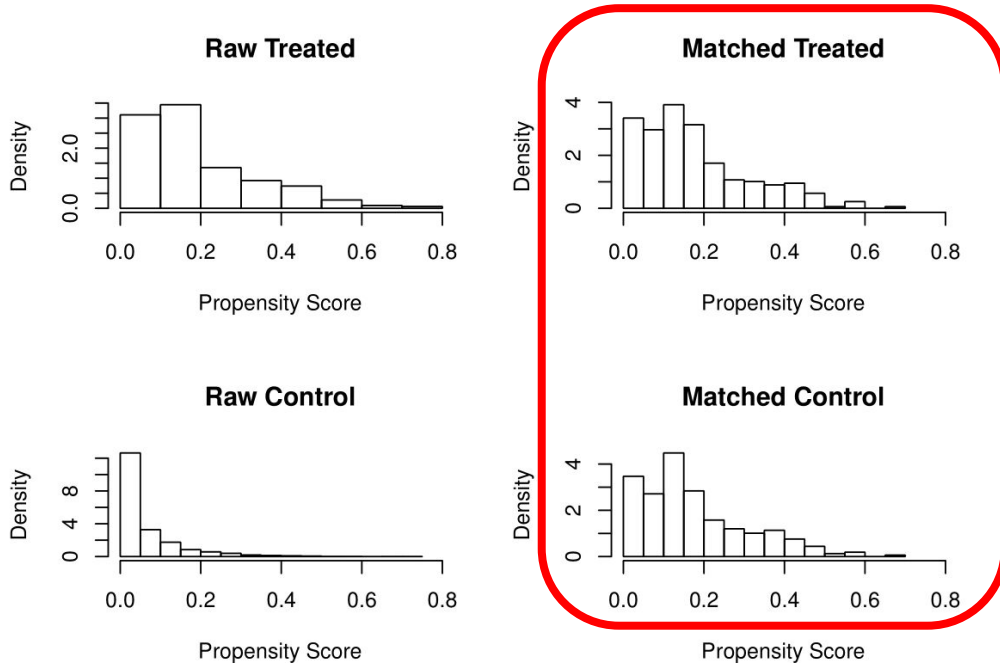 Raw Treated
Density
0.0 2.0
0.0 0.2 0.4 0.6 0.8
Propensity Score
Matched Treated
Density
0 2 4
0.0 0.2 0.4 0.6 0.8
Propensity Score
Raw Control
Density
0 4 8
0.0 0.2 0.4 0.6 0.8
Propensity Score
Matched Control
Density
0 2 4
0.0 0.2 0.4 0.6 0.8
Propensity Score